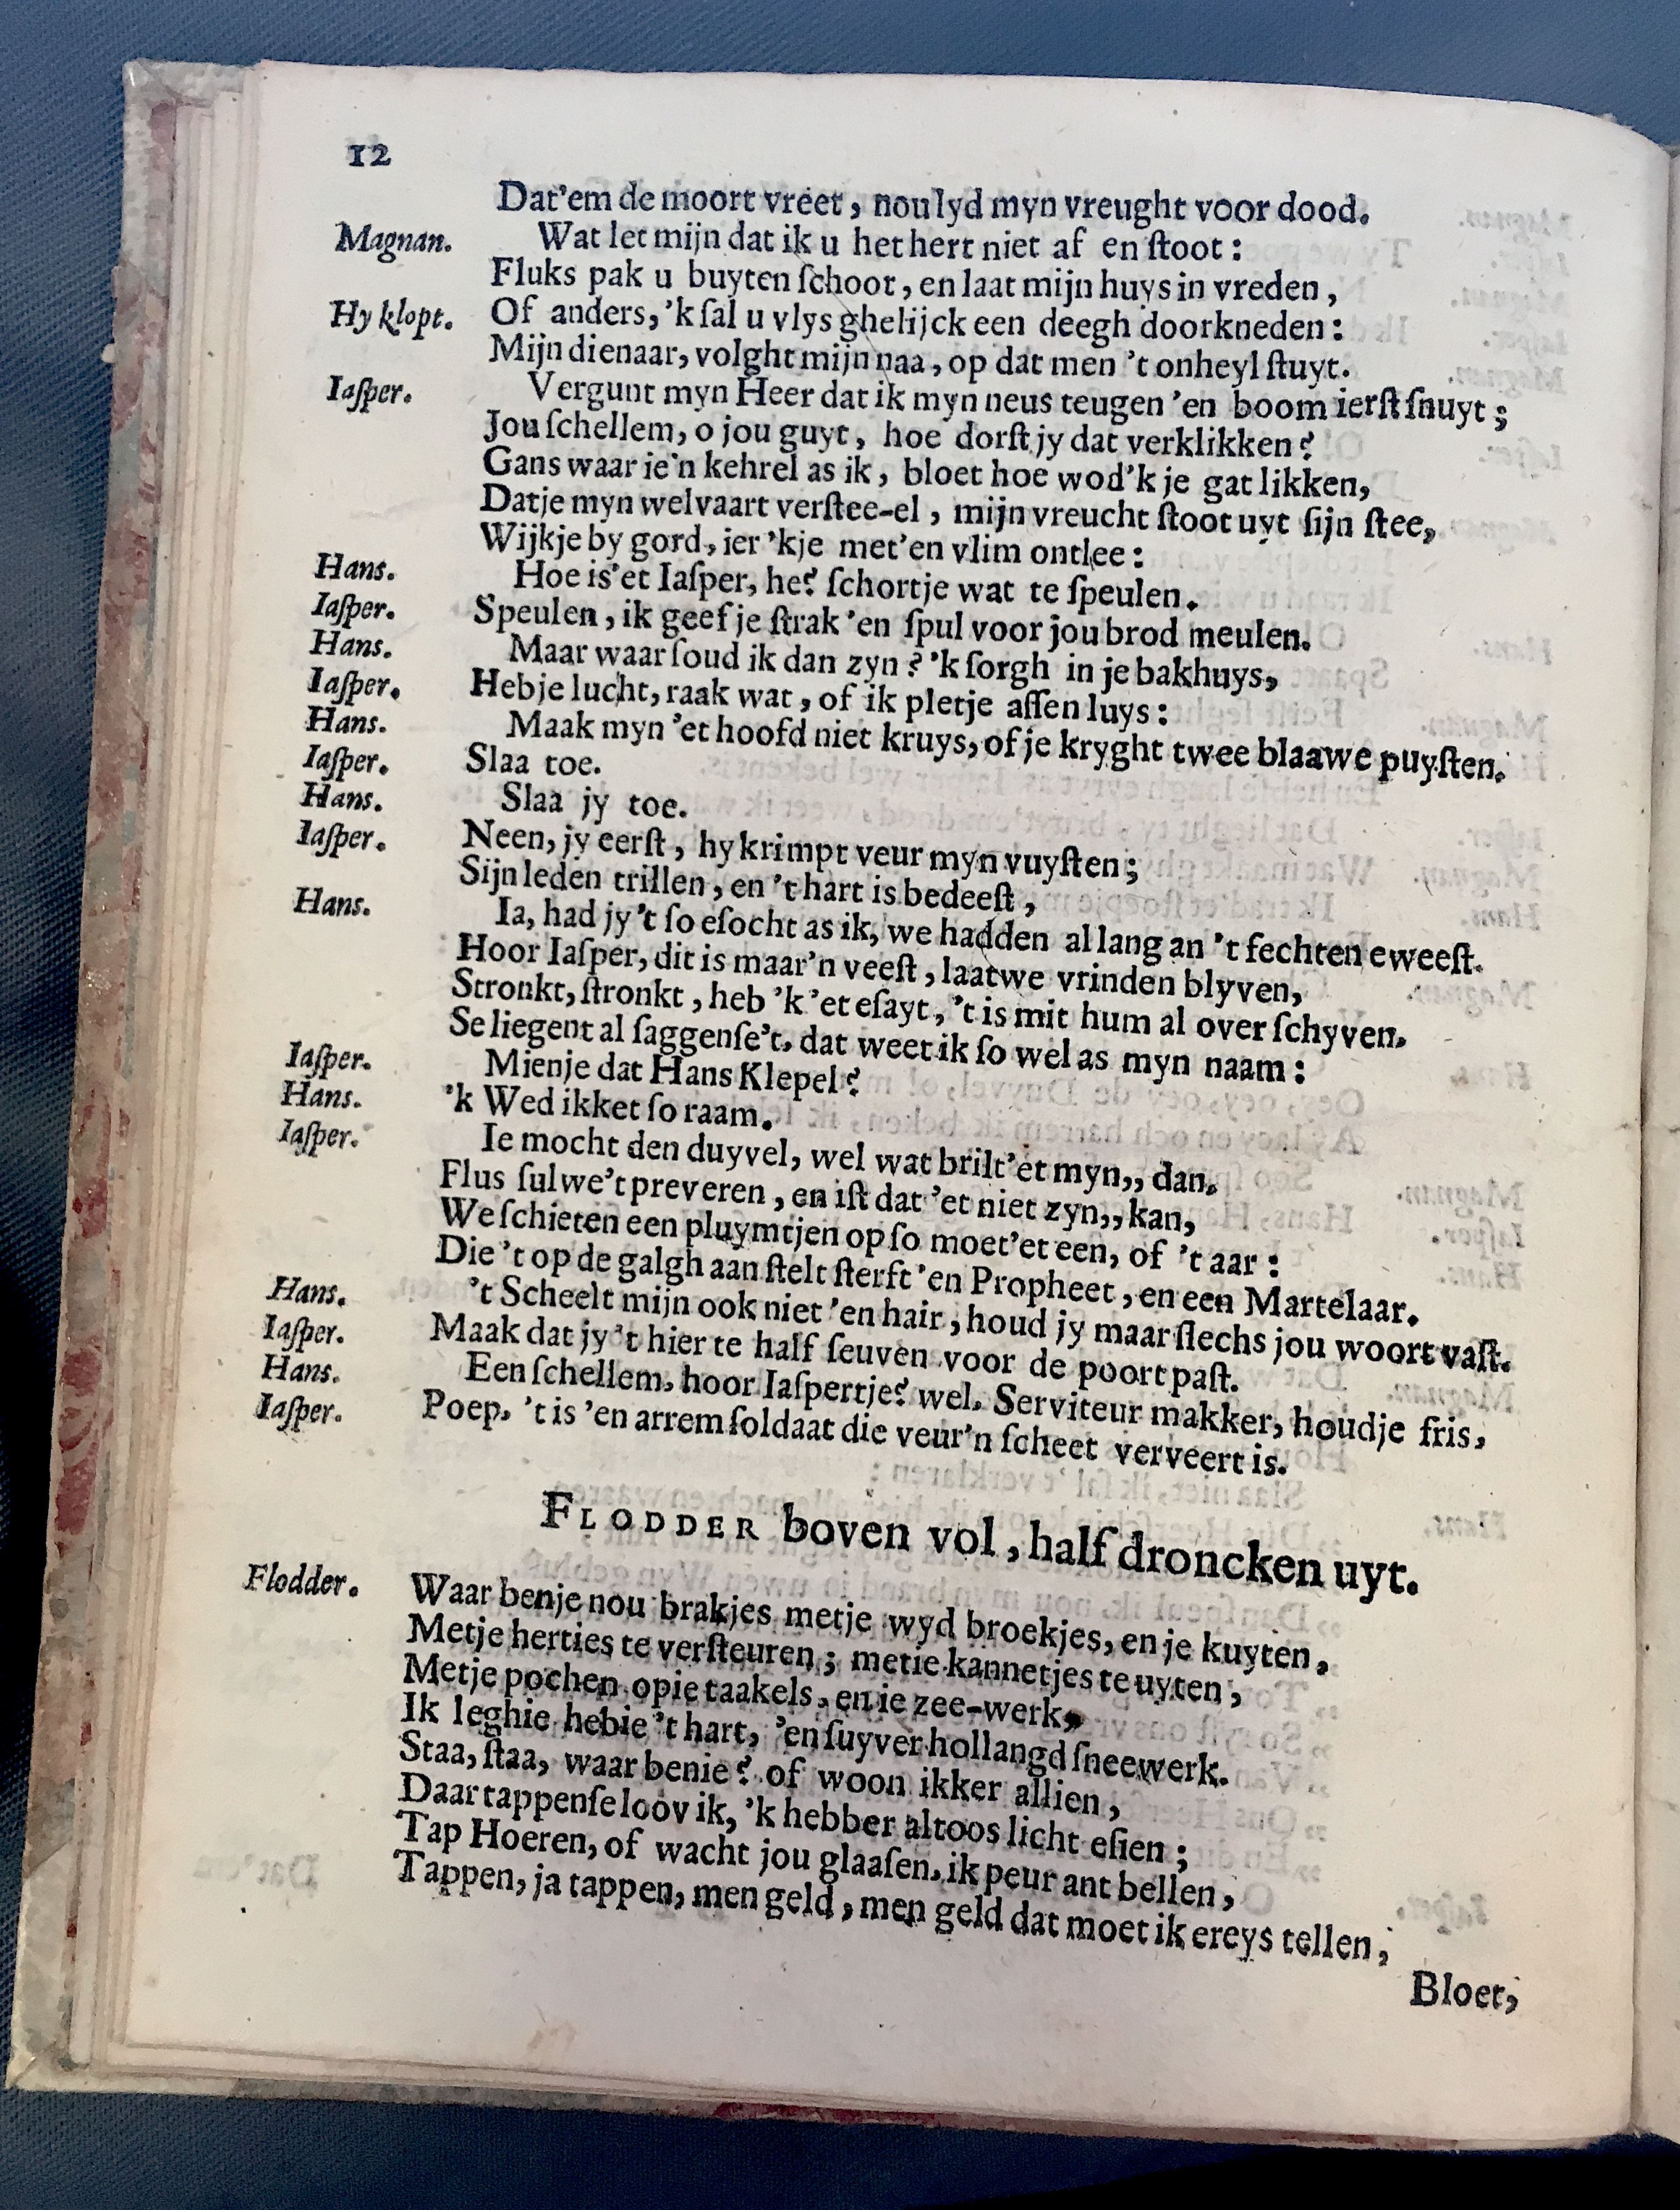 12
Dat'em de moort vreet, nou lyd myn vreught voor dood.
Magnan. Wat let mijn dat ik u het hert niet af en ſtoot:
Fluks pak u buyten ſchoot, en laat mijn huys in vreden,
Hy klopt. Of anders, 'k ſal u vlys ghelijck een deegh doorkneden:
Mijn dienaar, volght mijn naa, op dat men 't onheyl ſtuyt.
Iaſper. Vergunt myn Heer dat ik myn neus teugen 'en boom ierſt ſnuyt;
Jou ſchellem, o jou guyt, hoe dorſt jy dat verklikken?
Gans waar ie'n kehrel as ik, bloet hoe wod'k je gat likken,
Datje myn welvaart verſtee-el, mijn vreucht ſtoot uyt ſijn ſtee,
Wijkje by gord, ier 'kje met'en vlim ontlee:
Hans. Hoe is'et Iaſper, he? ſchortje wat te ſpeulen.
Iaſper. Speulen, ik geef je ſtrak 'en ſpul voor jou brod meulen.
Hans. Maar waar ſoud ik dan zyn? 'k ſorgh in je bakhuys,
Iaſper. Hebje lucht, raak wat, of ik pletje aſſen luys:
Hans. Maak myn 'et hoofd niet kruys, of je kryght twee blaawe puyſten.
Iaſper. Slaa toe.
Hans. Slaa jy toe.
Iaſper. Neen, jy eerſt, hy krimpt veur myn vuyſten;
Sijn leden trillen, en 't hart is bedeeſt,
Hans. Ia, had jy 't ſo eſocht as ik, we hadden al lang an 't fechten eweeſt.
Hoor Iaſper, dit is maar'n veeſt, laatwe vrinden blyven,
Stronkt, ſtronkt, heb 'k 'et eſayt, 't is mit hum al over ſchyven.
Se liegent al ſaggenſe't, dat weet ik ſo wel as myn naam:
Iaſper. Mienje dat Hans Klepel?
Hans. 'k Wed ikket ſo raam.
Iaſper. Ie mocht den duyvel, wel wat brilt'et myn,, dan.
Flus ſulwe't preveren, en iſt dat 'et niet zyn,, kan,
We ſchieten een pluymtjen op ſo moet'et een, of 't aar:
Die 't op de galgh aan ſtelt ſterft 'en Propheet, en een Martelaar.
Hans. 't Scheelt mijn ook niet 'en hair, houd jy maar ſlechs jou woort vaſt.
Iaſper. Maak dat jy 't hier te half ſeuven voor de poort paſt.
Hans. Een ſchellem, hoor Iaſpertje? wel. Serviteur makker, houdje fris,
Iaſper. Poep, 't is 'en arrem ſoldaat die veur'n ſcheet verveert is.
FLODDER boven vol, half droncken uyt.
Flodder. Waar benje nou brakjes metje wyd broekjes, en je kuyten,
Metje herties te verſteuren; metie kannetjes te uyten,
Metje pochen opie taakels, en ie zee-werk,
Ik leghie hebie 't hart, 'en ſuyver hollangd ſneewerk.
Staa, ſtaa, waar benie? of woon ikker allien,
Daar tappenſe loov ik, 'k hebber altoos licht eſien;
Tap Hoeren, of wacht jou glaaſen, ik peur ant bellen,
Tappen, ja tappen, men geld, men geld dat moet ik ereys tellen,
Bloet,